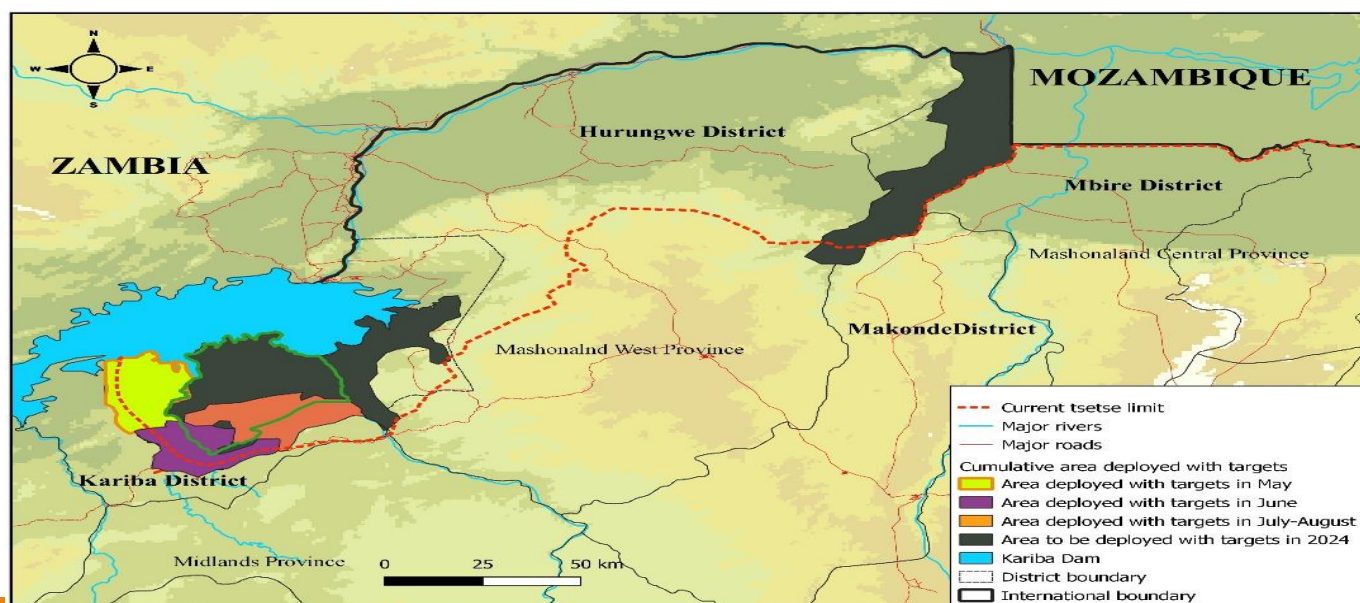 N
W E
S
MOZAMBIQUE
Hurungwe District
ZAMBIA
Mbire District
Mashonaland Central Province
MakondeDistrict
Mashonalnd West Province
Kariba District
Midlands Province
0 25 50 km
Current tsetse limit
Major rivers
Major roads
Cumulative area deployed with targets
Area deployed with targets in May
Area deployed with targets in June
Area deployed with targets in July-August
Area to be deployed with targets in 2024
Kariba Dam
District boundary
International boundary